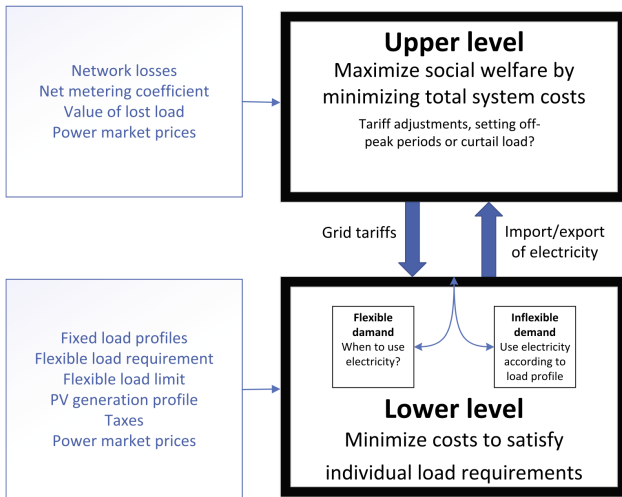 Network losses
Net metering coefficient
Value of lost load
Power market prices
Upper level
Maximize social welfare by
minimizing total system costs
Tariff adjustments, setting off-
peak periods or curtail load?
Grid tariffs
Import/export
of electricity
Fixed load profiles
Flexible load requirement
Flexible load limit
PV generation profile
Taxes
Power market prices
Flexible
damand
When to use
electricity?
Inflexible
demand
Use electricity
according to
load profile
Lower level
Minimize costs to satisfy
individual load requirements